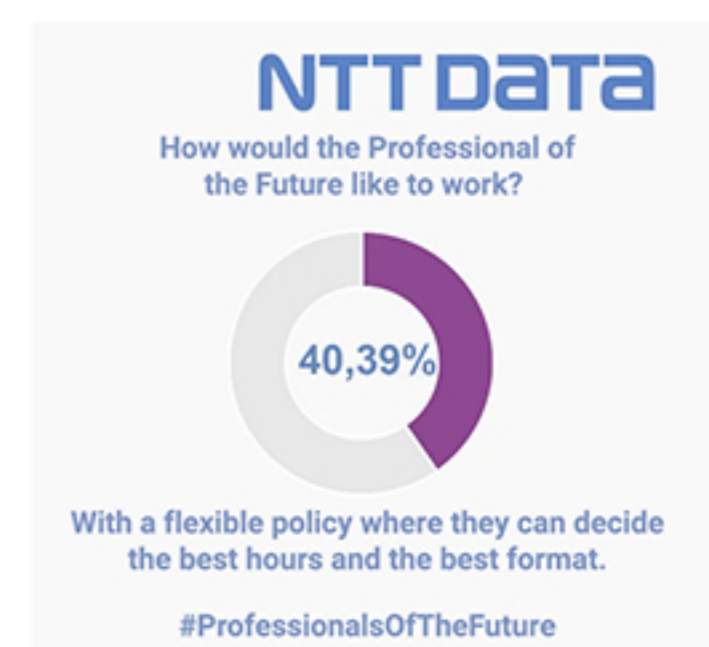 NTT DATA
How would the Professional of
the Future like to work?
40,39%
With a flexible policy where they can decide
the best hours and the best format.
#ProfessionalsOfTheFuture